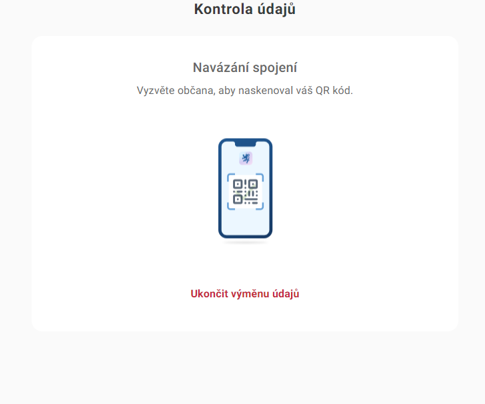 Kontrola údajů
Navázání spojení
Vyzvěte občana, aby naskenoval váš QR kód.
Ukončit výměnu údajů